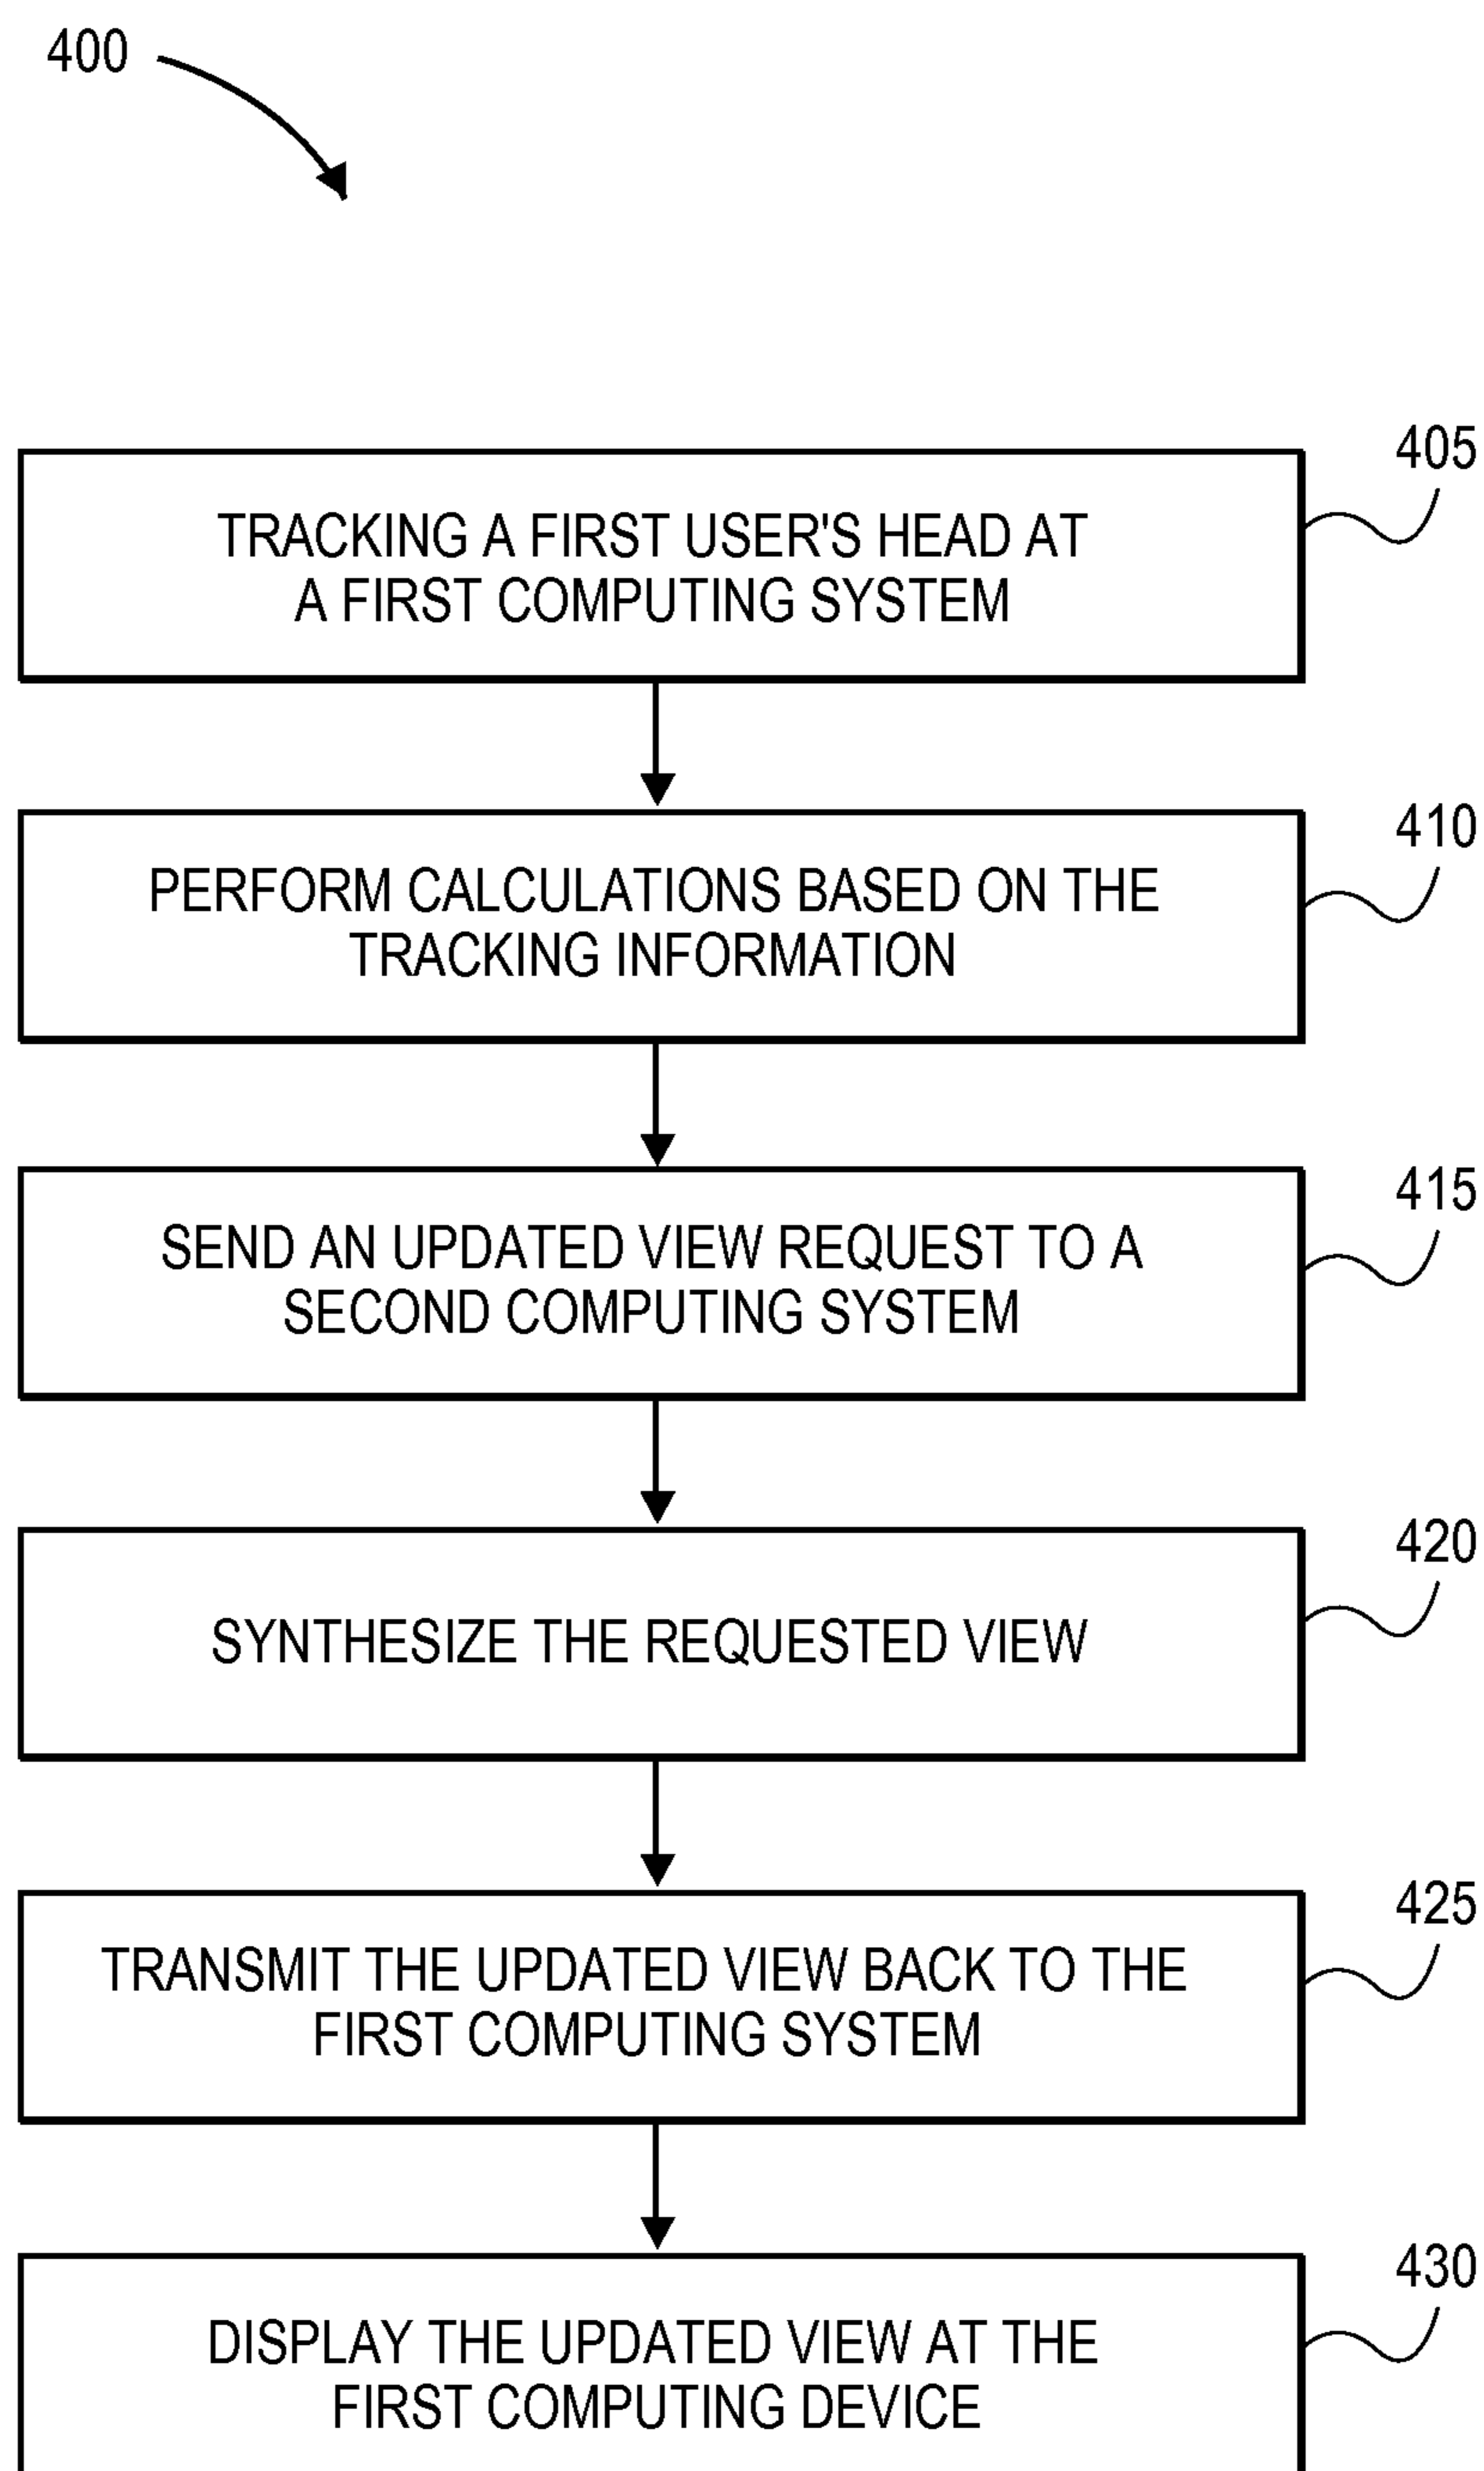 400
405
TRACKING A FIRST USER'S HEAD AT
A FIRST COMPUTING SYSTEM
410
PERFORM CALCULATIONS BASED ON THE
TRACKING INFORMATION
415
SEND AN UPDATED VIEW REQUEST TO A
SECOND COMPUTING SYSTEM
420
SYNTHESIZE THE REQUESTED VIEW
425
TRANSMIT THE UPDATED VIEW BACK TO THE
FIRST COMPUTING SYSTEM
430
DISPLAY THE UPDATED VIEW AT THE
FIRST COMPUTING DEVICE